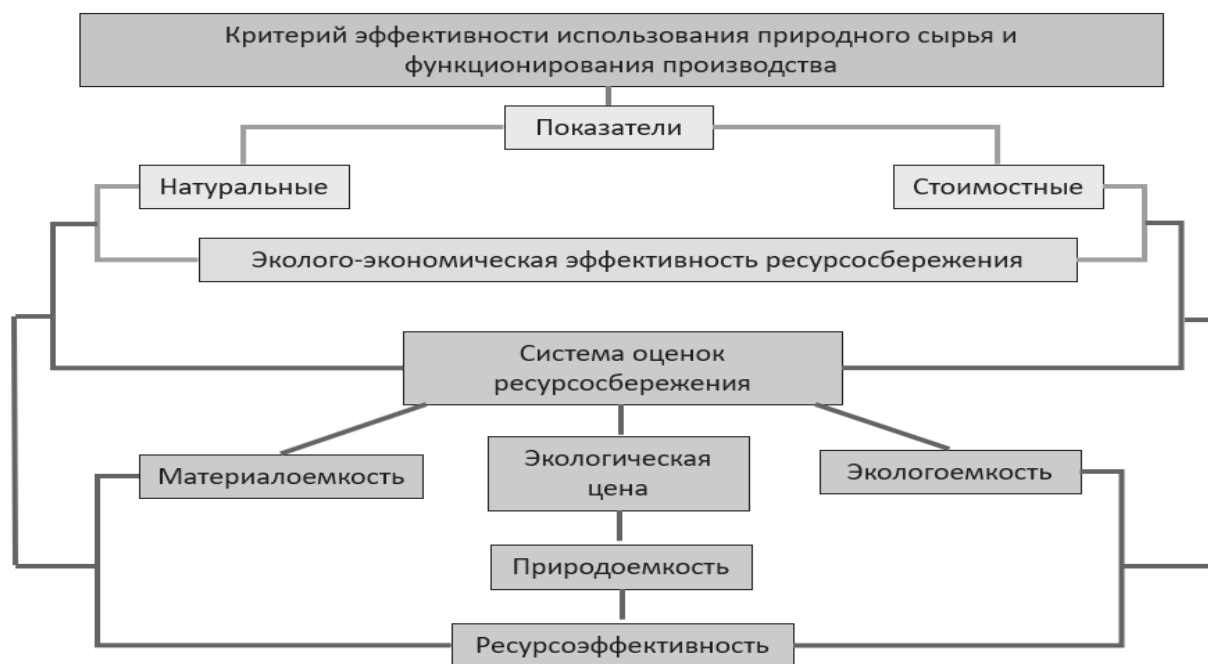 Критерий эффективности использования природного сырья и
функционирования производства
Показатели
Натуральные
Стоимостные
Эколого-экономическая эффективность ресурсосбережения
Система оценок
ресурсосбережения
Материалоемкость
Экологическая
цена
Экологоемкость
Природоемкость
Ресурсоэффективность